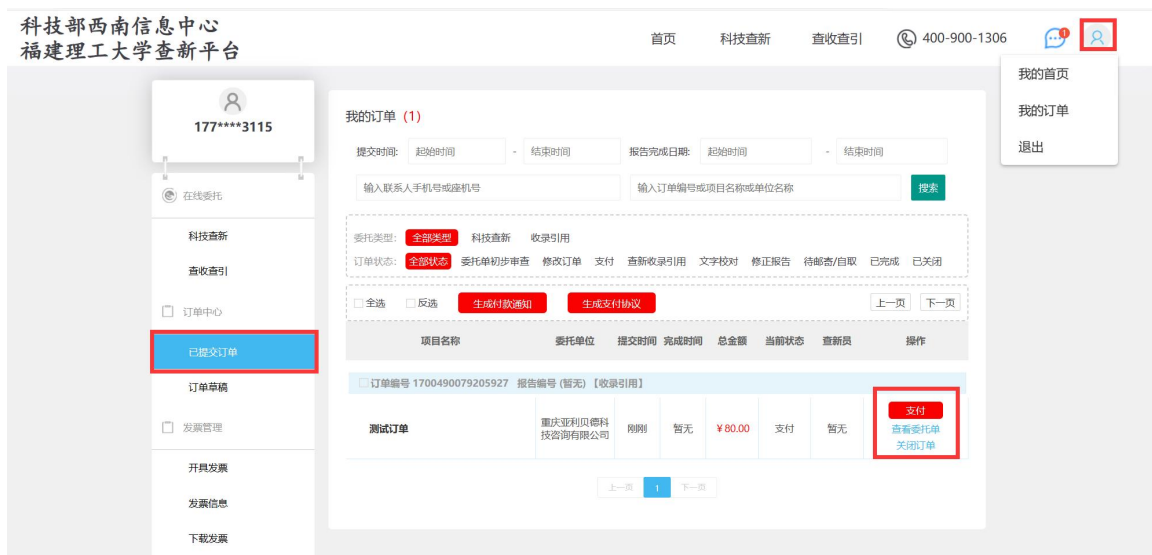 科技部西南信息中心
福建理工大学查新平台
首页 科技查新 查收查引 400-900-1306 1
我的首页
我的订单
退出
177****3115
在线委托
科技查新
查收查引
订单中心
已提交订单
订单草稿
发票管理
开具发票
发票信息
下载发票
我的订单 (1)
提交时间: 起始时间 - 结束时间 报告完成日期: 起始时间 - 结束时间
输入联系人手机号或座机号 输入订单编号或项目名称或单位名称 搜索
委托类型: 全部类型 科技查新 收录引用
订单状态: 全部状态 委托单初步审查 修改订单 支付 查新收录引用 文字校对 修正报告 待邮寄/自取 已完成 已关闭
全选 反选 生成付款通知 生成支付协议 上一页 下一页
项目名称 委托单位 提交时间 完成时间 总金额 当前状态 查新员 操作
订单编号 1700490079205927 报告编号 (暂无) 【收录引用】
测试订单 重庆亚利贝德科技咨询有限公司 刚刚 暂无 ¥80.00 支付 暂无 支付
查看委托单
关闭订单
上一页 1 下一页